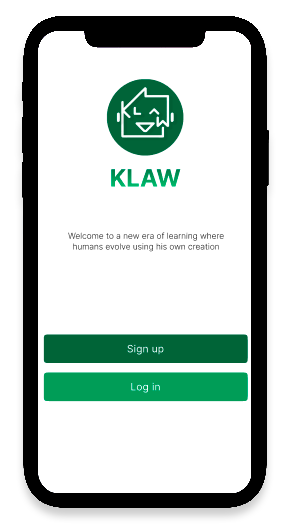 KLAW
Welcome to a new era of learning where
humans evolve using his own creation
Sign up
Log in